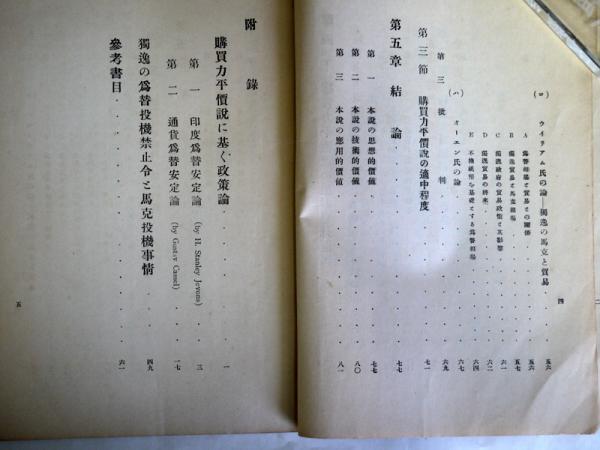 四
(ロ) ウイリアム氏の論—獨逸の馬克と貿易・・・五六
A 爲替相場と貿易との關係・・・五六
B 獨逸貿易と馬克相場・・・五七
C 獨逸政府の貿易政策と其影響・・・六一
D 獨逸貿易の將來・・・六二
E 不換紙幣を基礎とする爲替相場・・・六四
(ハ) オーエン氏の論・・・六七
第三 批判・・・六九
第三節 購買力平價說の適中程度・・・七一
第五章 結論・・・七七
第一 本說の思想的價値・・・七七
第二 本說の技術的價値・・・八〇
第三 本說の應用的價値・・・八一
附錄
購買力平價說に基く政策論・・・一
第一 印度爲替安定論 (by H. Stanley Jevons)・・・三
第二 通貨爲替安定論 (by Gustav Cassel)・・・一七
獨逸の爲替投機禁止令と馬克投機事情・・・四九
參考書目・・・六一
五